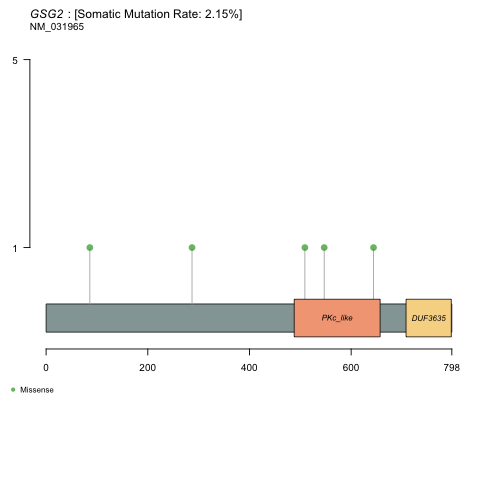 GSG2 : [Somatic Mutation Rate: 2.15%]
NM_031965
5
1
PKc_like
DUF3635
0 200 400 600 798
Missense